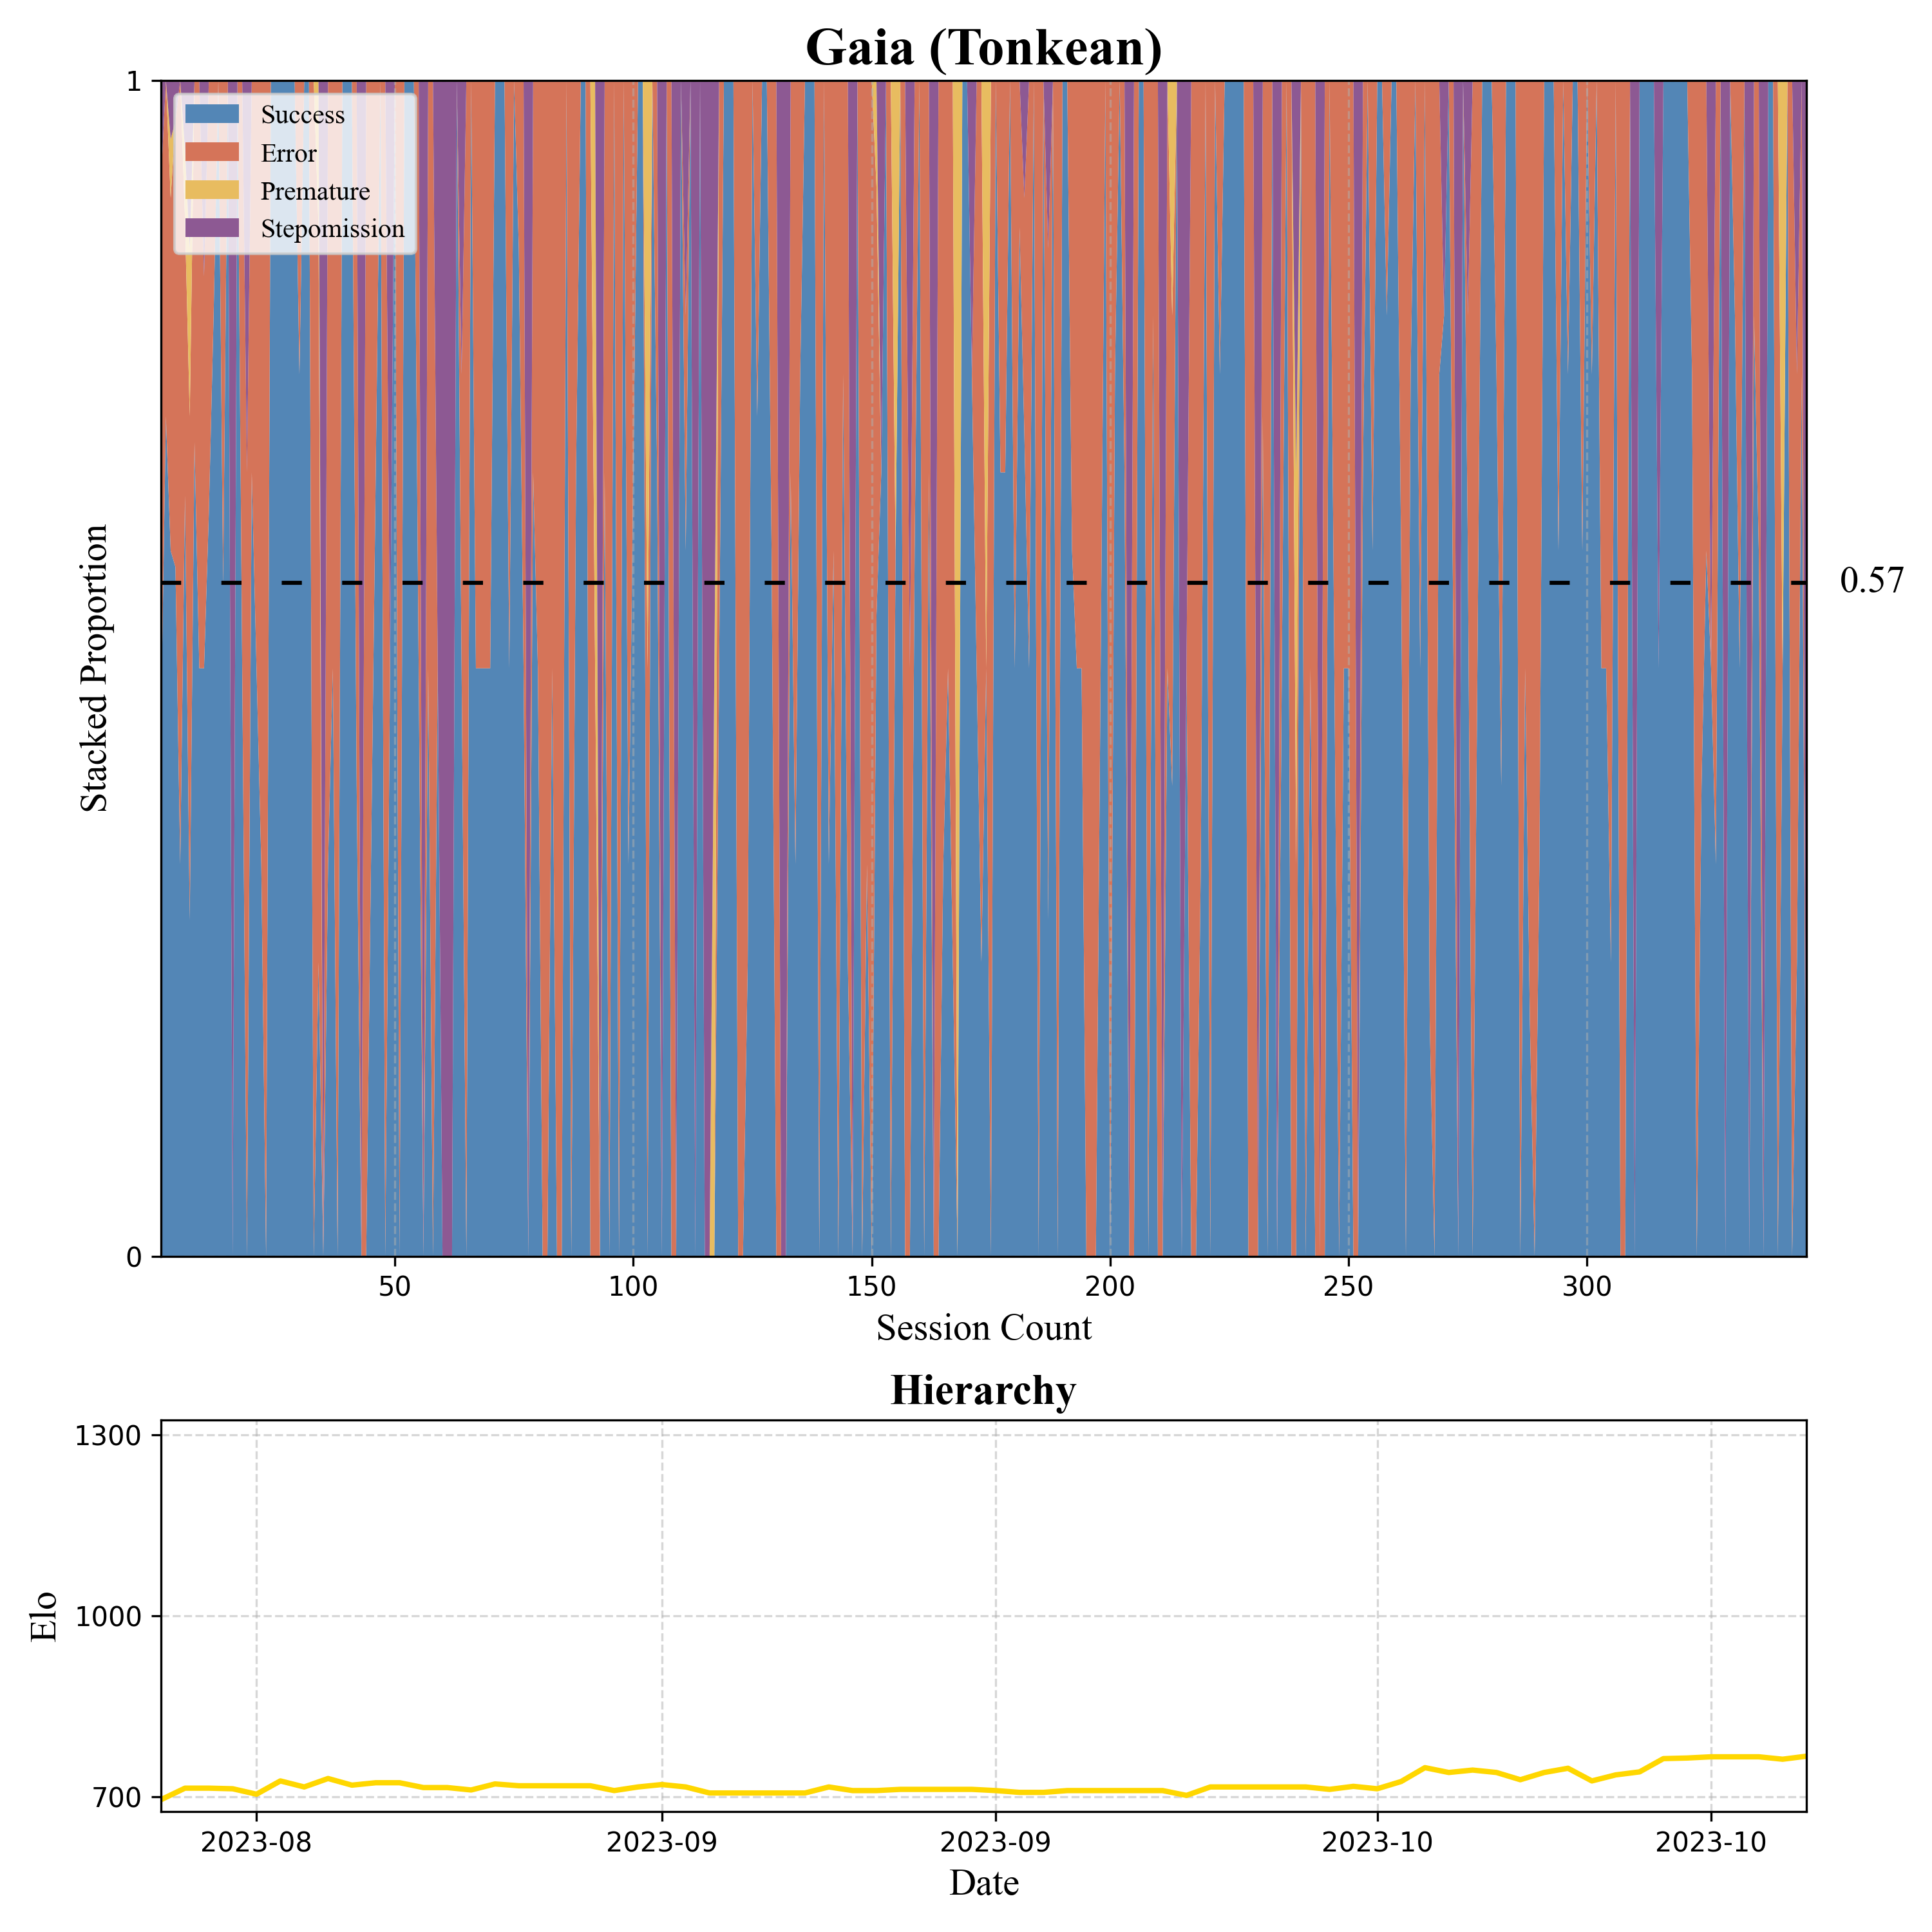 Gaia (Tonkean)
1
Success
Error
Premature
Stepomission
Stacked Proportion
0.57
0
50 100 150 200 250 300
Session Count
Hierarchy
1300
1000
700
Elo
2023-08 2023-09 2023-09 2023-10 2023-10
Date